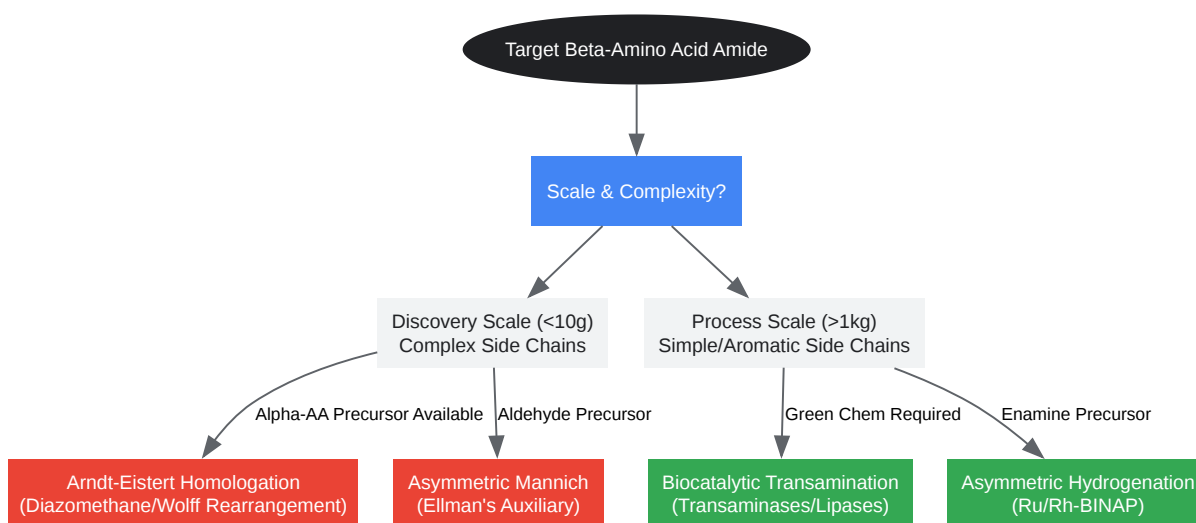 Target Beta-Amino Acid Amide
Scale & Complexity?
Discovery Scale (<10g)
Complex Side Chains
Process Scale (>1kg)
Simple/Aromatic Side Chains
Alpha-AA Precursor Available
Aldehyde Precursor
Green Chem Required
Enamine Precursor
Arndt-Eistert Homologation
(Diazomethane/Wolff Rearrangement)
Asymmetric Mannich
(Ellman's Auxiliary)
Biocatalytic Transamination
(Transaminases/Lipases)
Asymmetric Hydrogenation
(Ru/Rh-BINAP)